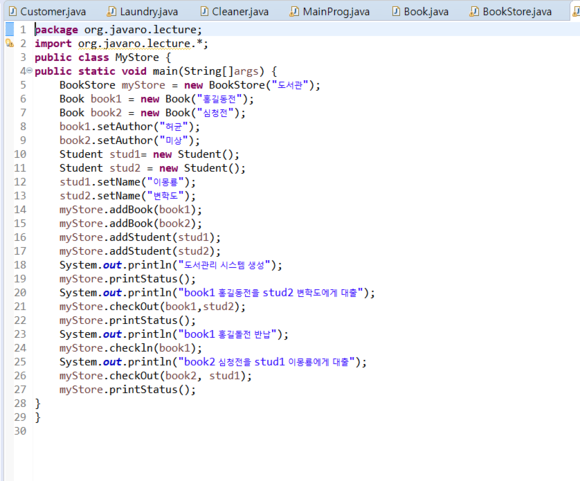 Customer.java Laundry.java Cleaner.java MainProg.java Book.java BookStore.java
1 package org.javaro.lecture;
2 import org.javaro.lecture.*;
3 public class MyStore {
4 public static void main(String[]args) {
5 BookStore myStore = new BookStore("도서관");
6 Book book1 = new Book("홍길동전");
7 Book book2 = new Book("심청전");
8 book1.setAuthor("허균");
9 book2.setAuthor("미상");
10 Student stud1= new Student();
11 Student stud2 = new Student();
12 stud1.setName("이몽룡");
13 stud2.setName("변학도");
14 myStore.addBook(book1);
15 myStore.addBook(book2);
16 myStore.addStudent(stud1);
17 myStore.addStudent(stud2);
18 System.out.println("도서관리 시스템 생성");
19 myStore.printStatus();
20 System.out.println("book1 홍길동전을 stud2 변학도에게 대출");
21 myStore.checkOut(book1,stud2);
22 myStore.printStatus();
23 System.out.println("book1 홍길돌전 반납");
24 myStore.checkln(book1);
25 System.out.println("book2 심청전을 stud1 이몽룡에게 대출");
26 myStore.checkOut(book2, stud1);
27 myStore.printStatus();
28 }
29 }
30